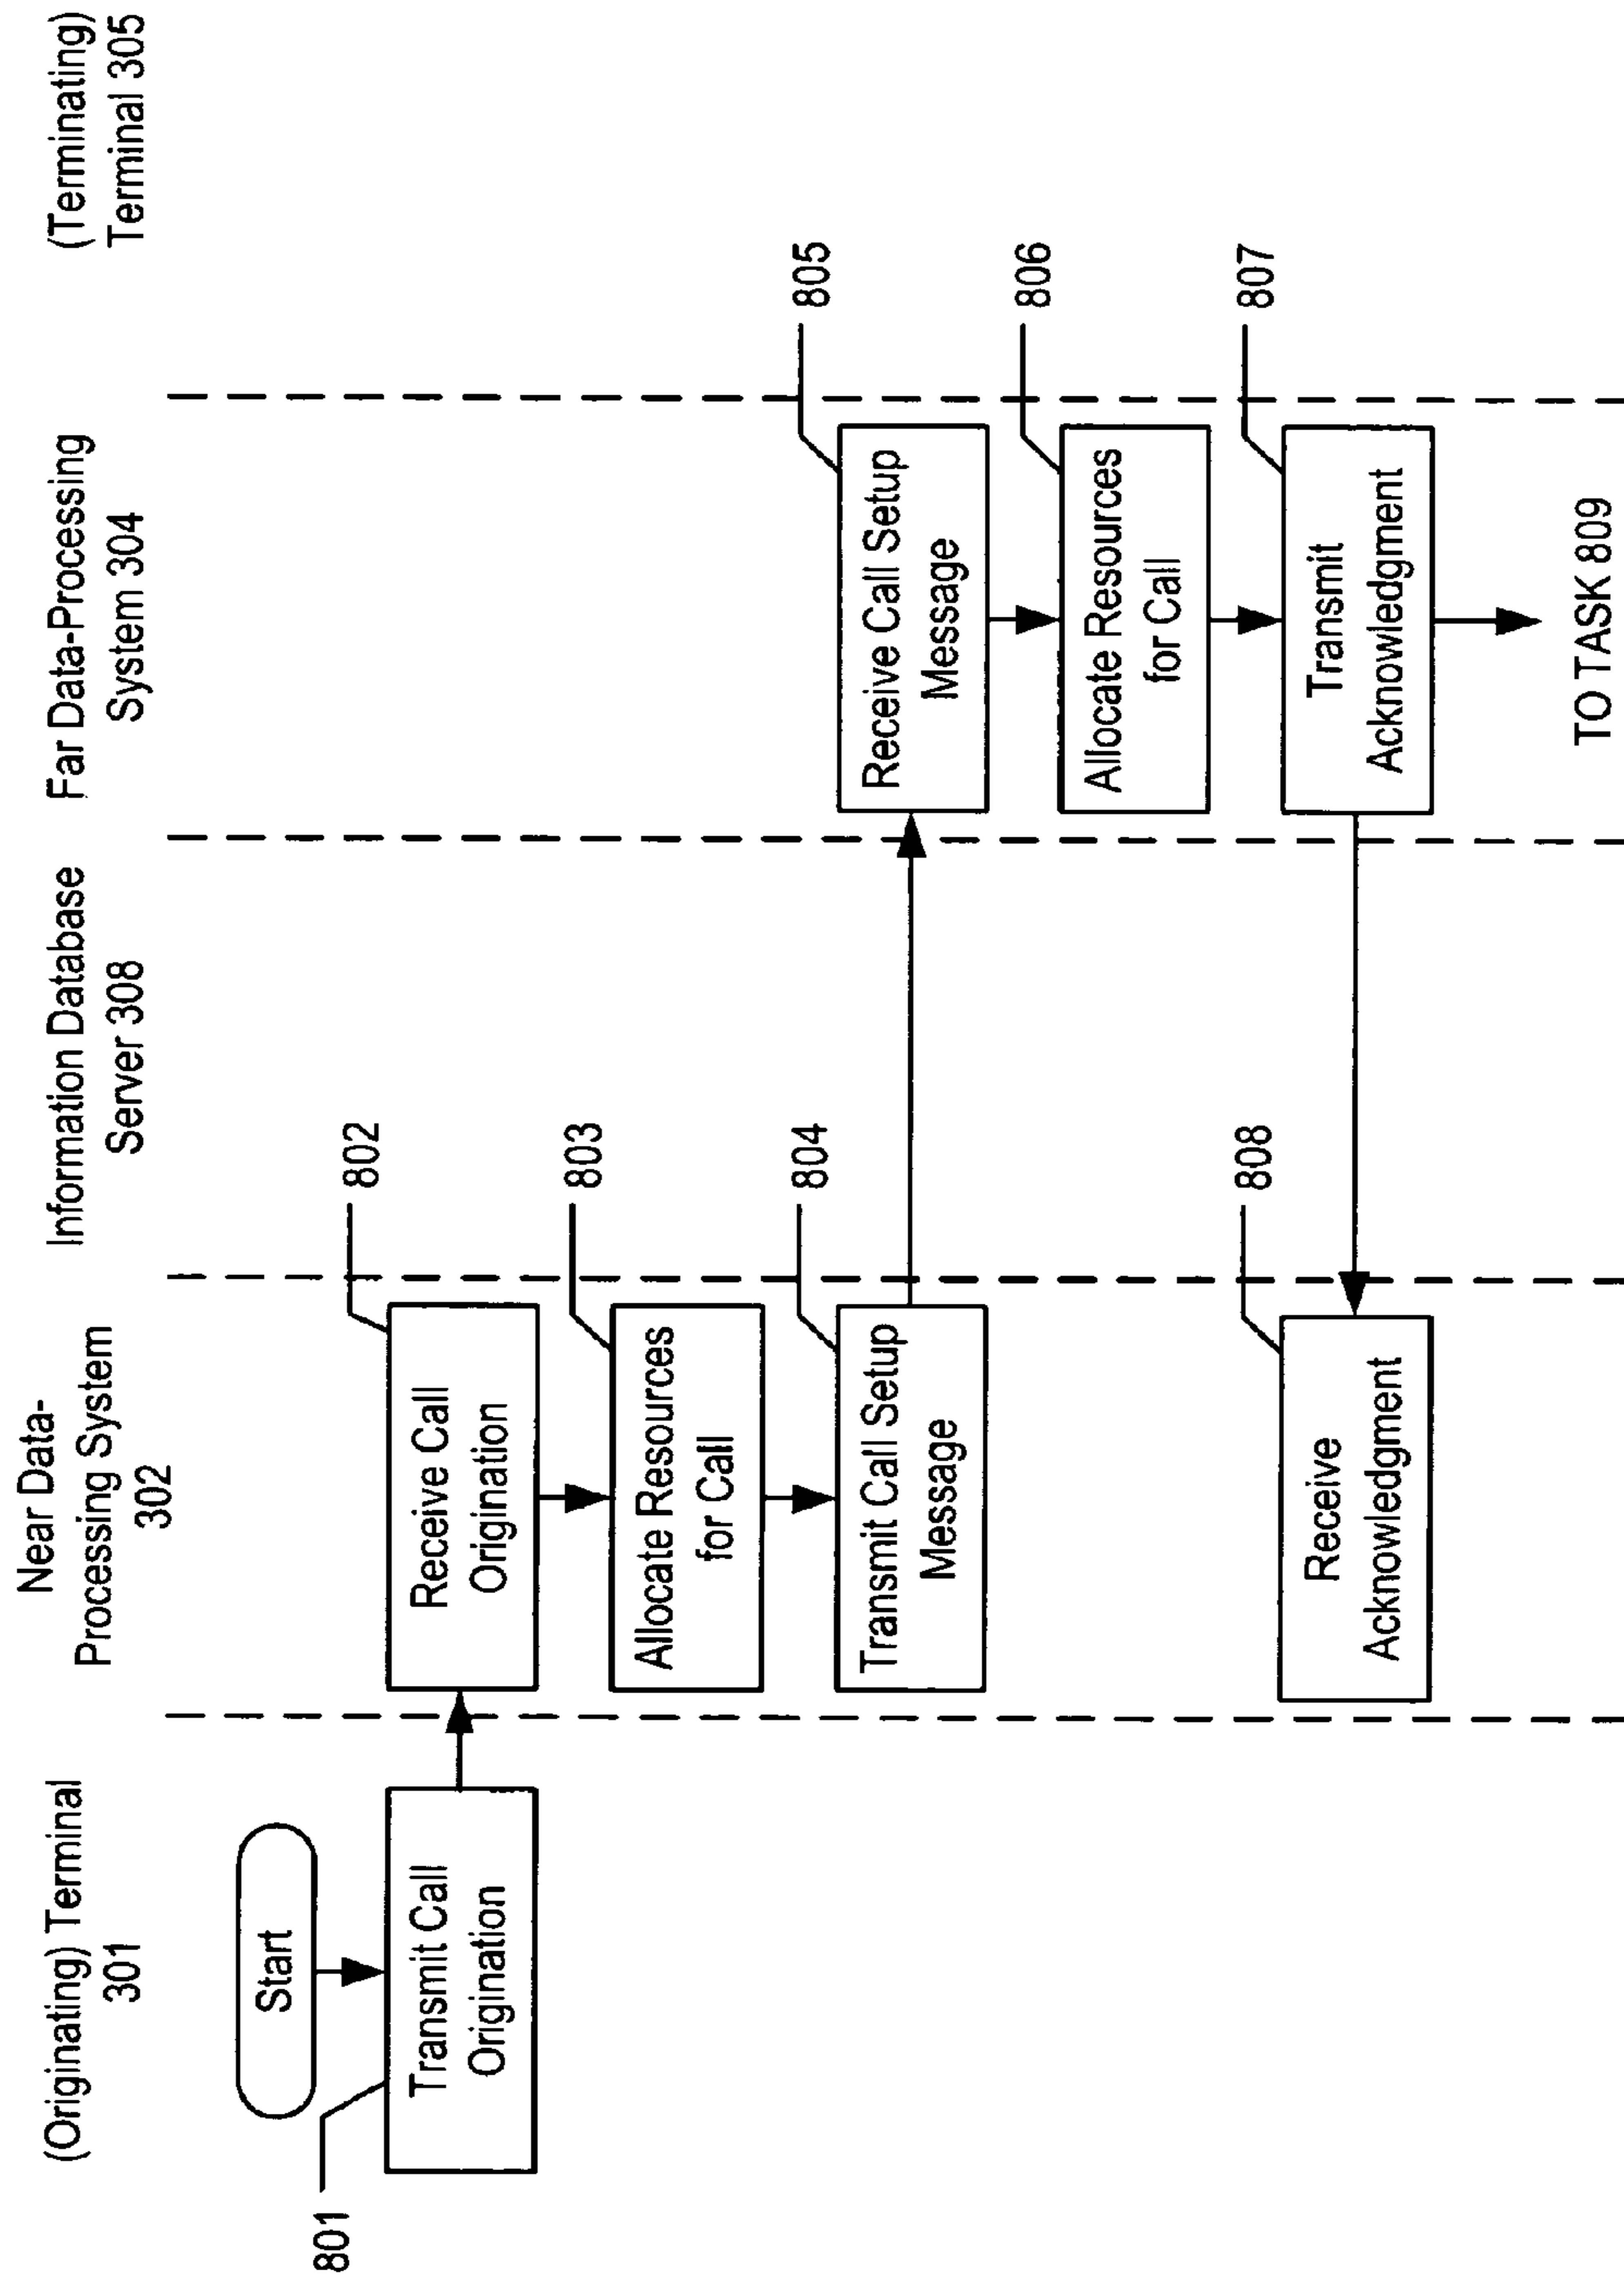 (Originating) Terminal
301
Near Data-
Processing System
302
Information Database
Server 308
Far Data-Processing
System 304
(Terminating)
Terminal 305
Start
801
Transmit Call
Origination
802
Receive Call
Origination
803
Allocate Resources
for Call
804
Transmit Call Setup
Message
805
Receive Call Setup
Message
806
Allocate Resources
for Call
807
Transmit
Acknowledgment
808
Receive
Acknowledgment
TO TASK 809